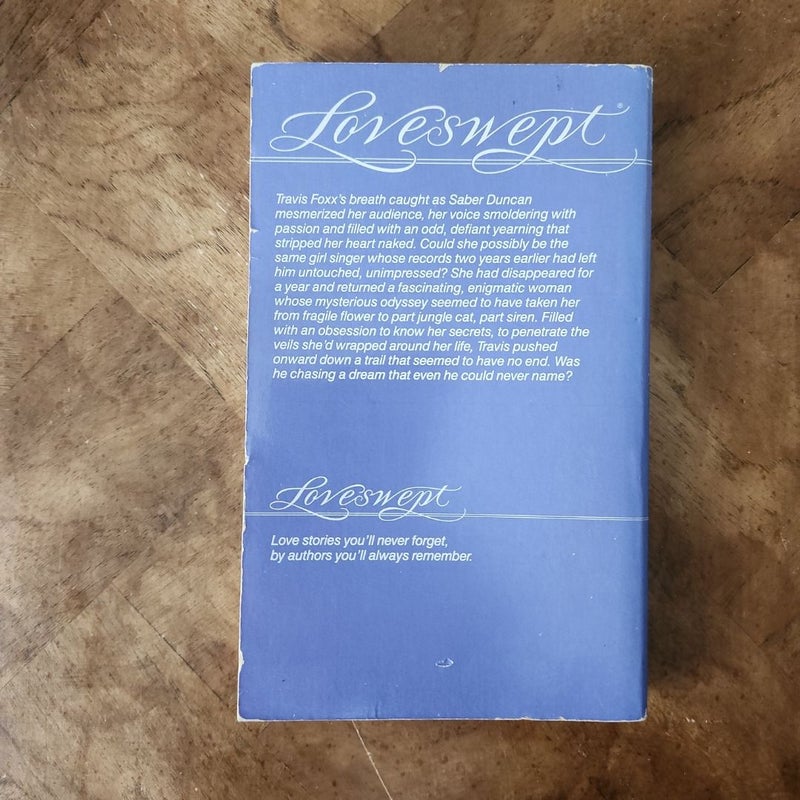 Loveswept®
Travis Foxx's breath caught as Saber Duncan
mesmerized her audience, her voice smoldering with
passion and filled with an odd, defiant yearning that
stripped her heart naked. Could she possibly be the
same girl singer whose records two years earlier had left
him untouched, unimpressed? She had disappeared for
a year and returned a fascinating, enigmatic woman
whose mysterious odyssey seemed to have taken her
from fragile flower to part jungle cat, part siren. Filled
with an obsession to know her secrets, to penetrate the
veils she'd wrapped around her life, Travis pushed
onward down a trail that seemed to have no end. Was
he chasing a dream that even he could never name?
Loveswept
Love stories you'll never forget,
by authors you'll always remember.